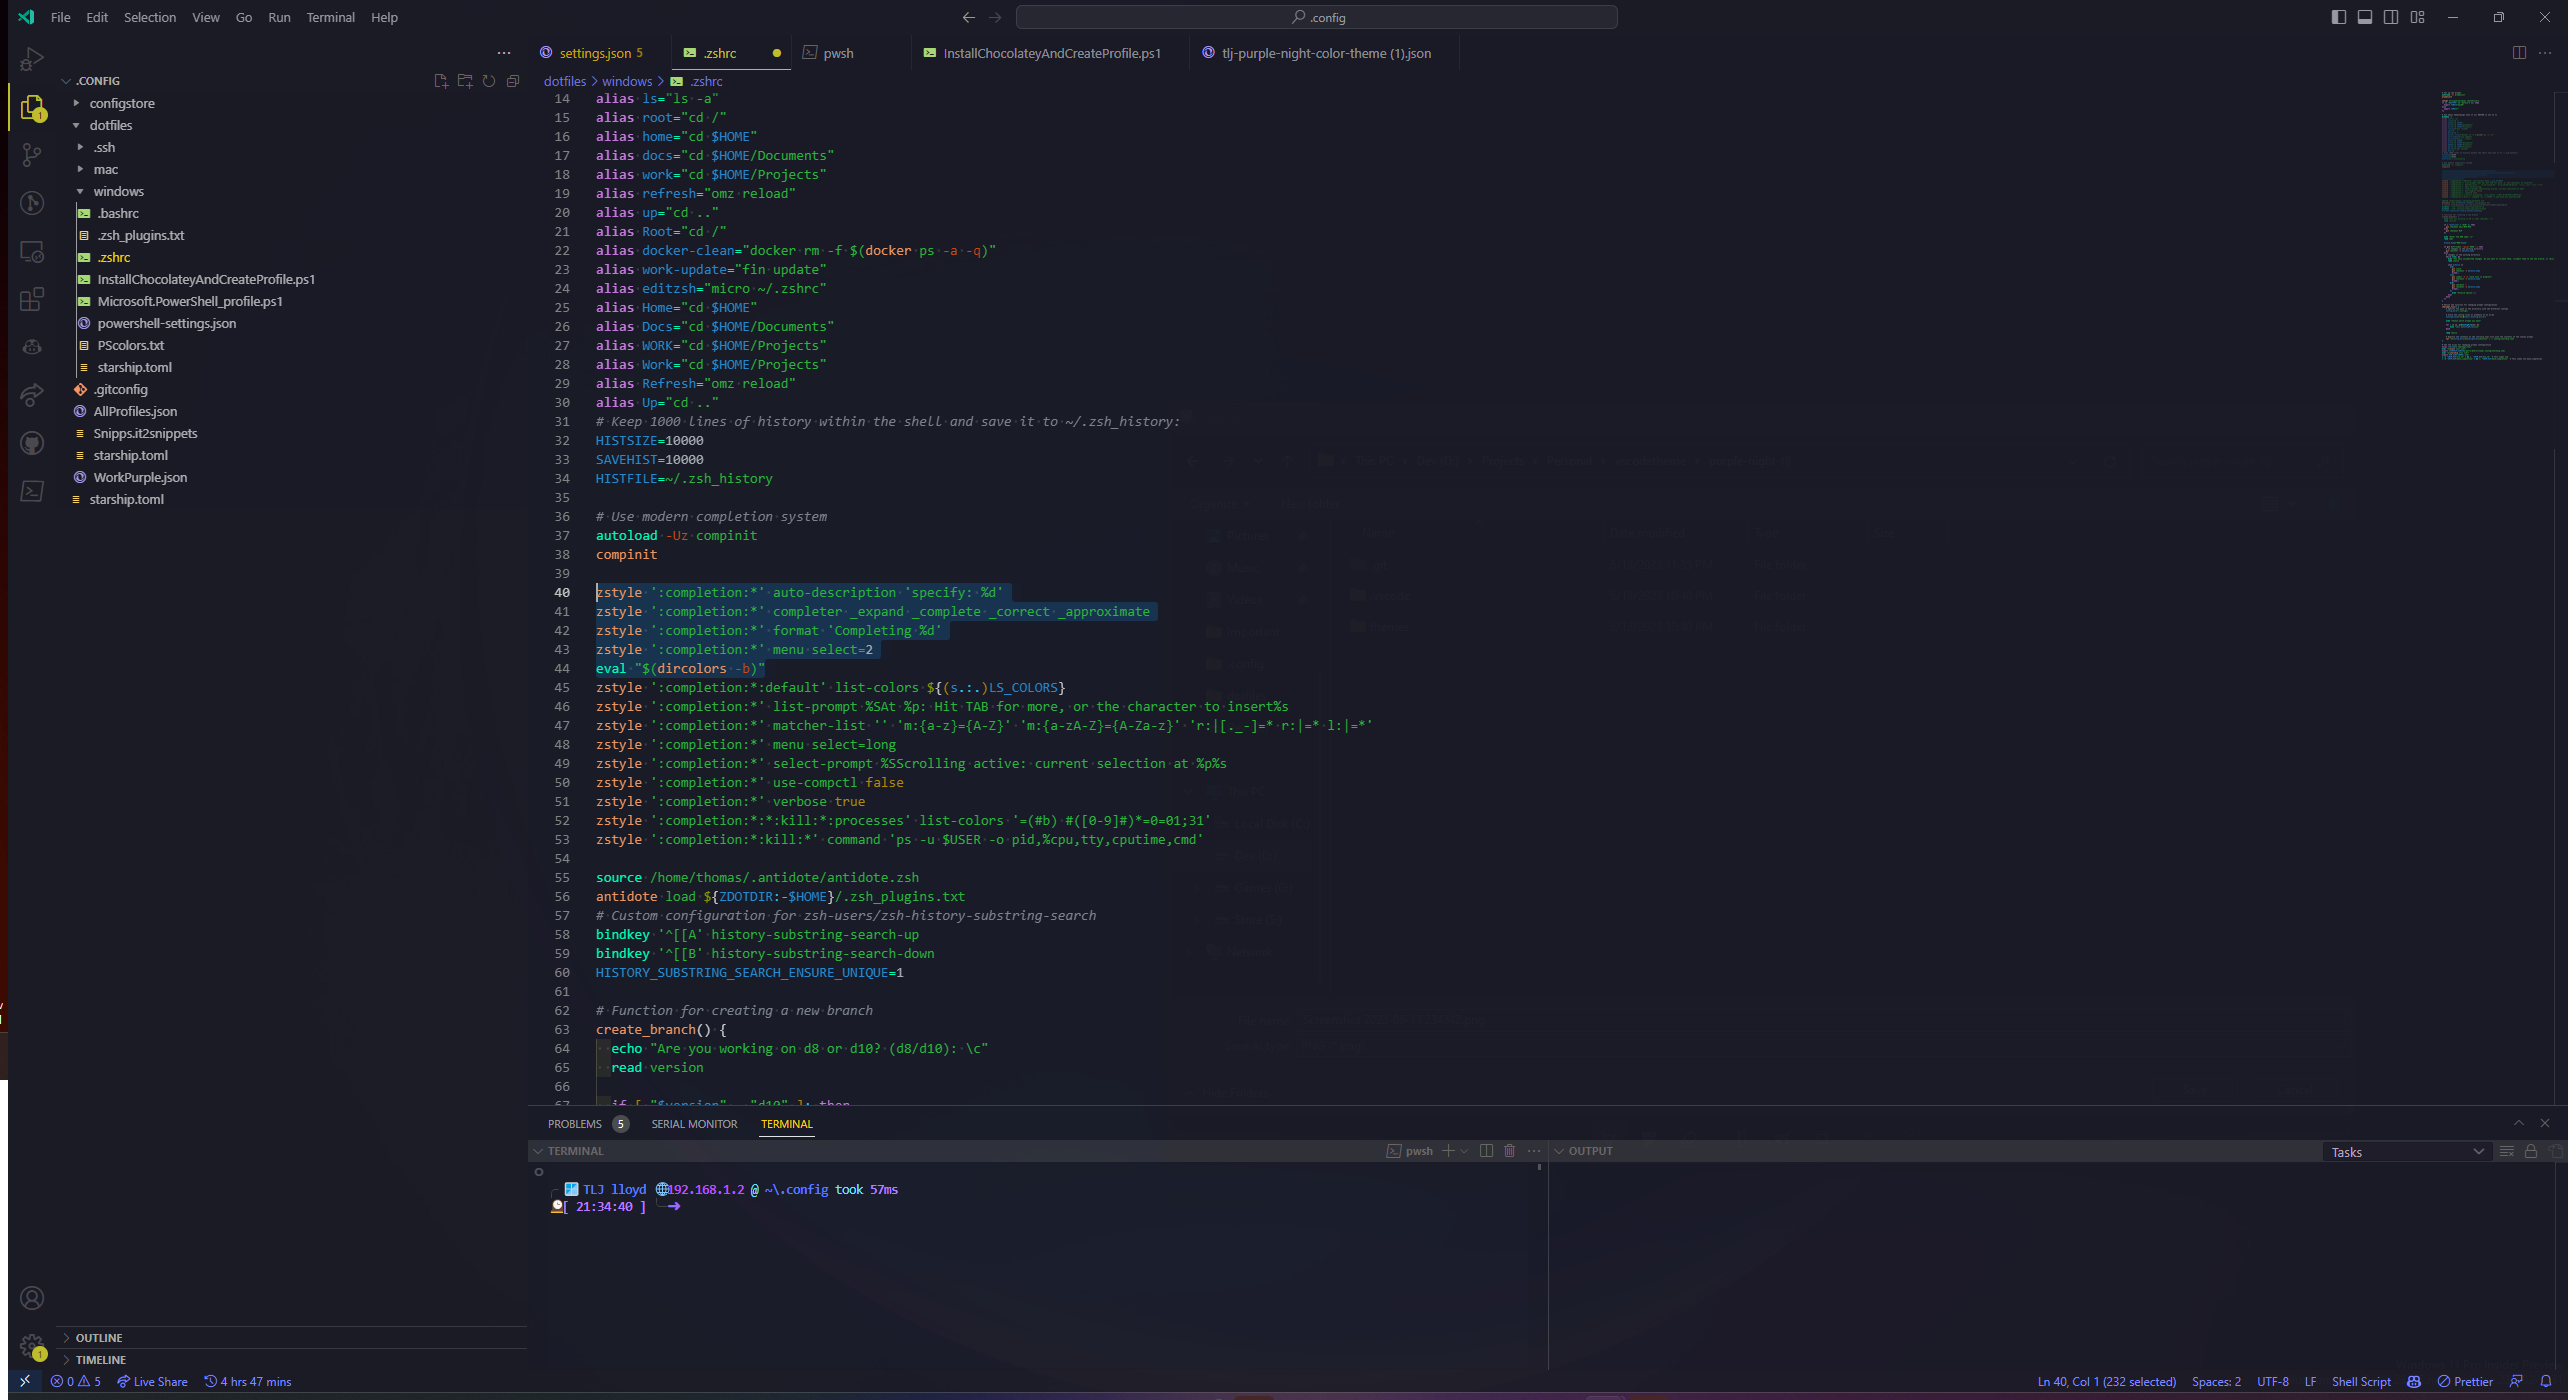 File Edit Selection View Go Run Terminal Help
.config
settings.json 5
.zshrc
pwsh
InstallChocolateyAndCreateProfile.ps1
tlj-purple-night-color-theme (1).json
.CONFIG
configstore
dotfiles
.ssh
mac
windows
.bashrc
.zsh_plugins.txt
.zshrc
InstallChocolateyAndCreateProfile.ps1
Microsoft.PowerShell_profile.ps1
powershell-settings.json
PScolors.txt
starship.toml
.gitconfig
AllProfiles.json
Snipps.it2snippets
starship.toml
WorkPurple.json
starship.toml
OUTLINE
TIMELINE
dotfiles > windows > .zshrc
14 alias ls="ls -a"
15 alias root="cd /"
16 alias home="cd $HOME"
17 alias docs="cd $HOME/Documents"
18 alias work="cd $HOME/Projects"
19 alias refresh="omz reload"
20 alias up="cd .."
21 alias Root="cd /"
22 alias docker-clean="docker rm -f $(docker ps -a -q)"
23 alias work-update="fin update"
24 alias editzsh="micro ~/.zshrc"
25 alias Home="cd $HOME"
26 alias Docs="cd $HOME/Documents"
27 alias WORK="cd $HOME/Projects"
28 alias Work="cd $HOME/Projects"
29 alias Refresh="omz reload"
30 alias Up="cd .."
31 # Keep 1000 lines of history within the shell and save it to ~/.zsh_history:
32 HISTSIZE=10000
33 SAVEHIST=10000
34 HISTFILE=~/.zsh_history
35
36 # Use modern completion system
37 autoload -Uz compinit
38 compinit
39
40 zstyle ':completion:*' auto-description 'specify: %d'
41 zstyle ':completion:*' completer _expand _complete _correct _approximate
42 zstyle ':completion:*' format 'Completing %d'
43 zstyle ':completion:*' menu select=2
44 eval "$(dircolors -b)"
45 zstyle ':completion:*:default' list-colors ${(s.:.)LS_COLORS}
46 zstyle ':completion:*' list-prompt %SAt %p: Hit TAB for more, or the character to insert%s
47 zstyle ':completion:*' matcher-list '' 'm:{a-z}={A-Z}' 'm:{a-zA-Z}={A-Za-z}' 'r:|[._-]=* r:|=* l:|=*'
48 zstyle ':completion:*' menu select=long
49 zstyle ':completion:*' select-prompt %SScrolling active: current selection at %p%s
50 zstyle ':completion:*' use-compctl false
51 zstyle ':completion:*' verbose true
52 zstyle ':completion:*:*:kill:*:processes' list-colors '=(#b) #([0-9]#)*=0=01;31'
53 zstyle ':completion:*:kill:*' command 'ps -u $USER -o pid,%cpu,tty,cputime,cmd'
54
55 source /home/thomas/.antidote/antidote.zsh
56 antidote load ${ZDOTDIR:-$HOME}/.zsh_plugins.txt
57 # Custom configuration for zsh-users/zsh-history-substring-search
58 bindkey '^[[A' history-substring-search-up
59 bindkey '^[[B' history-substring-search-down
60 HISTORY_SUBSTRING_SEARCH_ENSURE_UNIQUE=1
61
62 # Function for creating a new branch
63 create_branch() {
64 echo "Are you working on d8 or d10? (d8/d10): \c"
65 read version
66
PROBLEMS 5 SERIAL MONITOR TERMINAL
TERMINAL pwsh
OUTPUT Tasks
TLJ lloyd 192.168.1.2 @ ~\.config took 57ms
[ 21:34:40 ]
0 5 Live Share 4 hrs 47 mins
Ln 40, Col 1 (232 selected) Spaces: 2 UTF-8 LF Shell Script Prettier